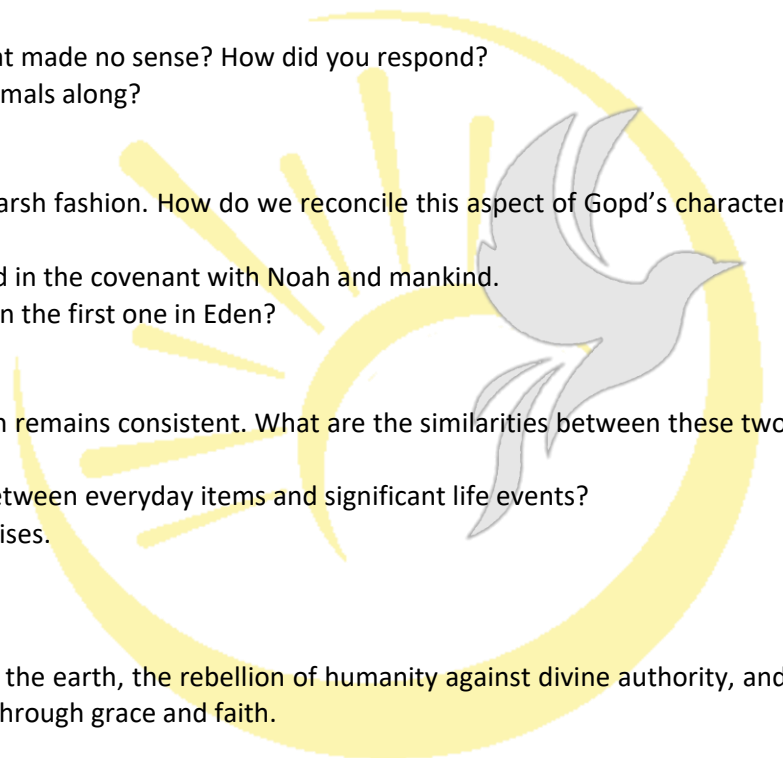 at made no sense? How did you respond?
mals along?
arsh fashion. How do we reconcile this aspect of Gopd’s character
d in the covenant with Noah and mankind.
n the first one in Eden?
n remains consistent. What are the similarities between these two
etween everyday items and significant life events?
ises.
the earth, the rebellion of humanity against divine authority, and
hrough grace and faith.